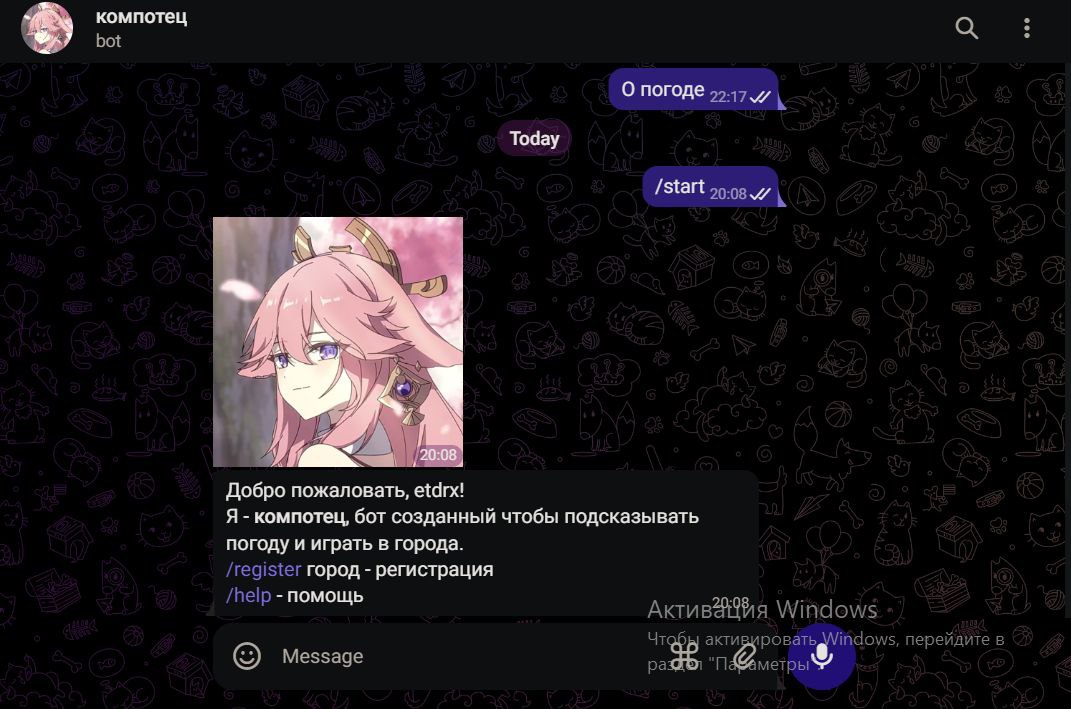 компотец
bot
О погоде 22:17
Today
/start 20:08
20:08
Добро пожаловать, etdrx!
Я - компотец, бот созданный чтобы подсказывать
погоду и играть в города.
/register город - регистрация
/help - помощь
20:08
Активация Windows
Чтобы активировать Windows, перейдите в
раздел "Параметры".
Message